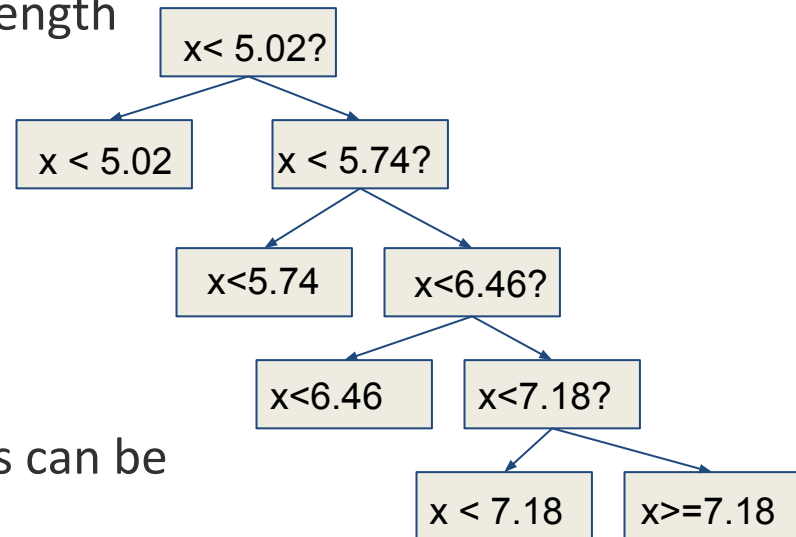 ength
x< 5.02?
x < 5.02
x < 5.74?
x<5.74
x<6.46?
x<6.46
x<7.18?
s can be
x < 7.18
x>=7.18